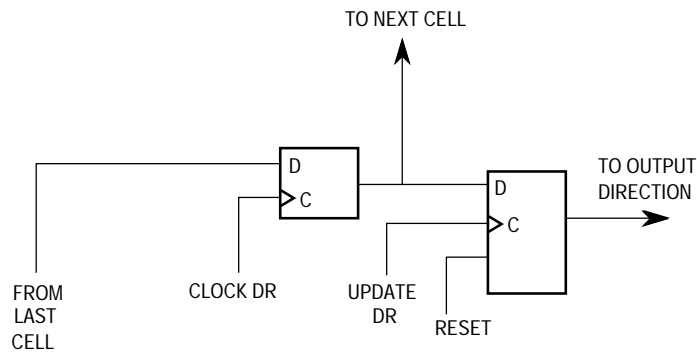 TO NEXT CELL
D
C
TO OUTPUT
DIRECTION
D
C
FROM
LAST
CELL
CLOCK DR
UPDATE
DR
RESET